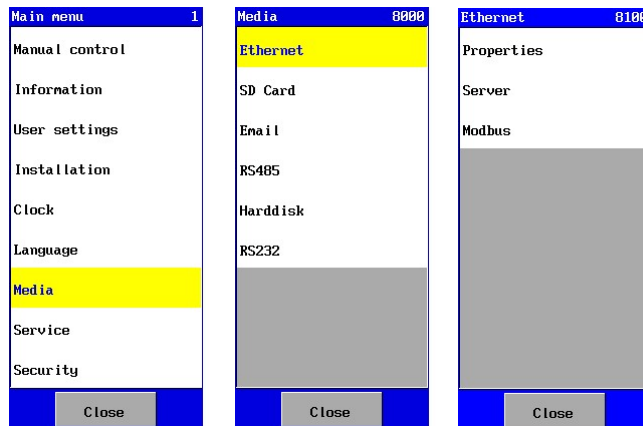 Main menu 1
Manual control
Information
User settings
Installation
Clock
Language
Media
Service
Security
Close
Media 8000
Ethernet
SD Card
Email
RS485
Harddisk
RS232
Close
Ethernet 8100
Properties
Server
Modbus
Close